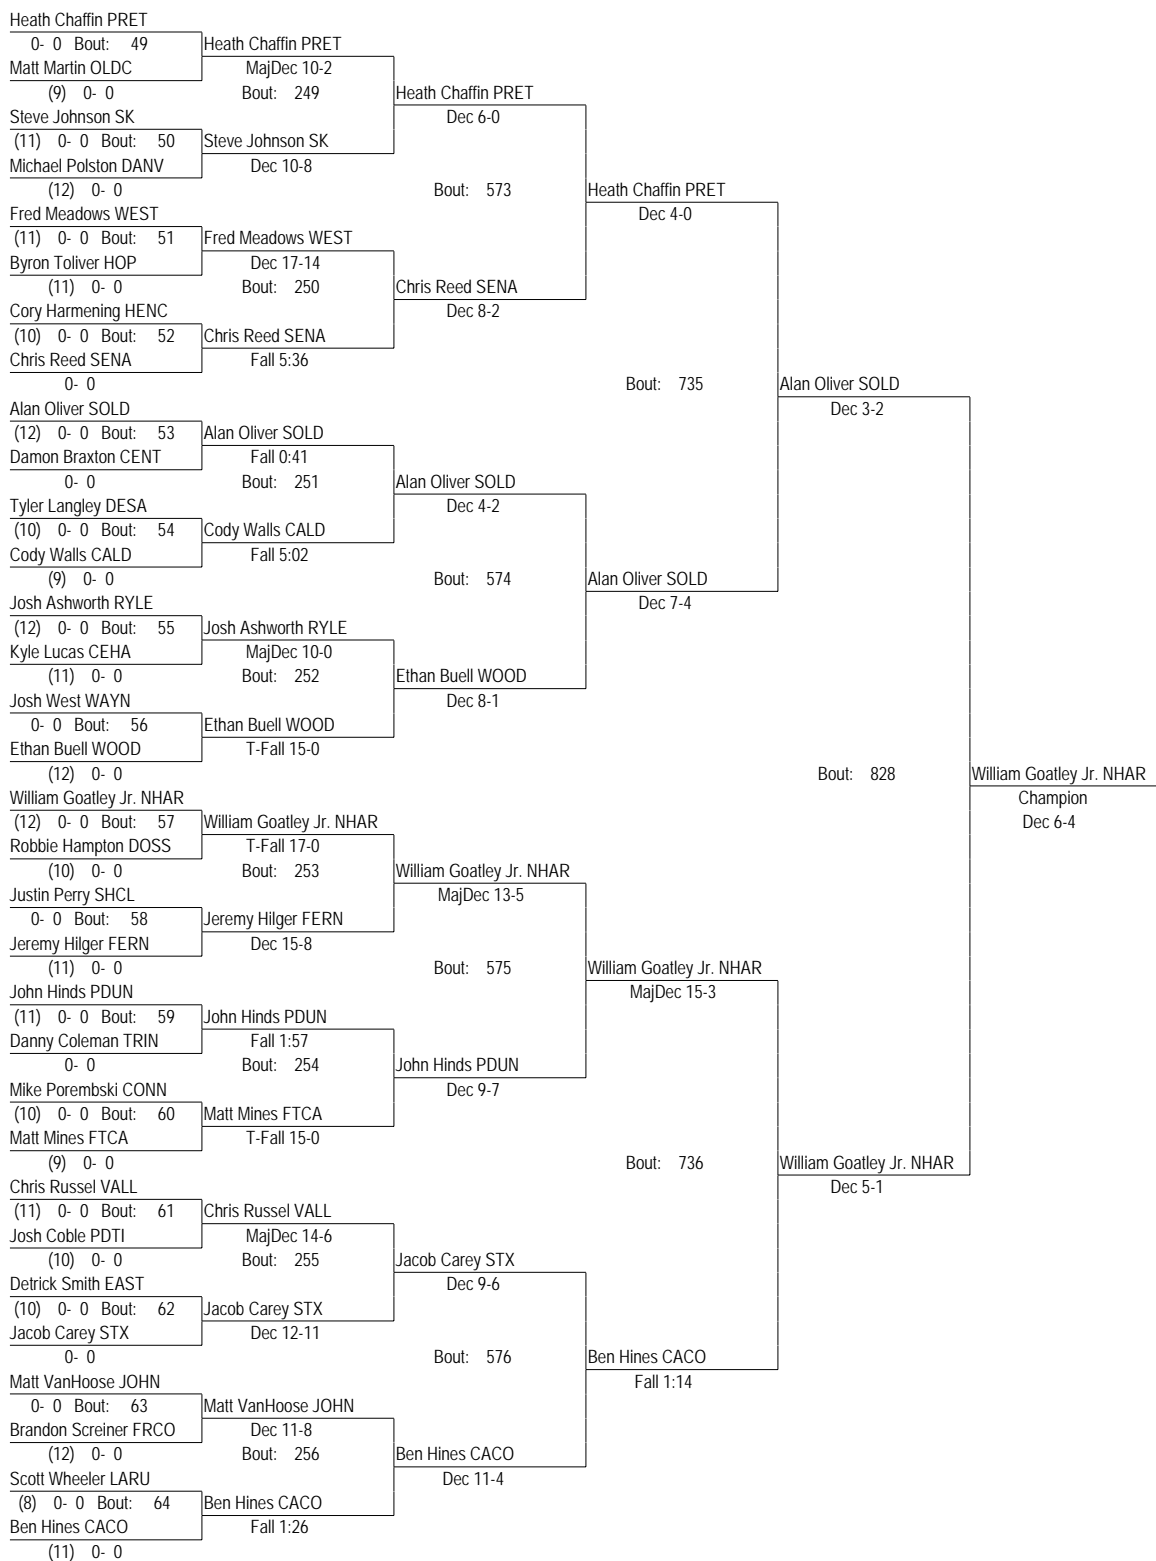 Heath Chaffin PRET
0- 0 Bout: 49 Heath Chaffin PRET
Matt Martin OLDC MajDec 10-2
(9) 0- 0 Bout: 249 Heath Chaffin PRET
Steve Johnson SK Dec 6-0
(11) 0- 0 Bout: 50 Steve Johnson SK
Michael Polston DANV Dec 10-8
(12) 0- 0 Bout: 573 Heath Chaffin PRET
Fred Meadows WEST Dec 4-0
(11) 0- 0 Bout: 51 Fred Meadows WEST
Byron Toliver HOP Dec 17-14
(11) 0- 0 Bout: 250 Chris Reed SENA
Cory Harmening HENC Dec 8-2
(10) 0- 0 Bout: 52 Chris Reed SENA
Chris Reed SENA Fall 5:36
0- 0 Bout: 735 Alan Oliver SOLD
Alan Oliver SOLD Dec 3-2
(12) 0- 0 Bout: 53 Alan Oliver SOLD
Damon Braxton CENT Fall 0:41
0- 0 Bout: 251 Alan Oliver SOLD
Tyler Langley DESA Dec 4-2
(10) 0- 0 Bout: 54 Cody Walls CALD
Cody Walls CALD Fall 5:02
(9) 0- 0 Bout: 574 Alan Oliver SOLD
Josh Ashworth RYLE Dec 7-4
(12) 0- 0 Bout: 55 Josh Ashworth RYLE
Kyle Lucas CEHA MajDec 10-0
(11) 0- 0 Bout: 252 Ethan Buell WOOD
Josh West WAYN Dec 8-1
0- 0 Bout: 56 Ethan Buell WOOD
Ethan Buell WOOD T-Fall 15-0
(12) 0- 0 Bout: 828 William Goatley Jr. NHAR
William Goatley Jr. NHAR Champion
(12) 0- 0 Bout: 57 William Goatley Jr. NHAR Dec 6-4
Robbie Hampton DOSS T-Fall 17-0
(10) 0- 0 Bout: 253 William Goatley Jr. NHAR
Justin Perry SHCL MajDec 13-5
0- 0 Bout: 58 Jeremy Hilger FERN
Jeremy Hilger FERN Dec 15-8
(11) 0- 0 Bout: 575 William Goatley Jr. NHAR
John Hinds PDUN MajDec 15-3
(11) 0- 0 Bout: 59 John Hinds PDUN
Danny Coleman TRIN Fall 1:57
0- 0 Bout: 254 John Hinds PDUN
Mike Porembski CONN Dec 9-7
(10) 0- 0 Bout: 60 Matt Mines FTCA
Matt Mines FTCA T-Fall 15-0
(9) 0- 0 Bout: 736 William Goatley Jr. NHAR
Chris Russel VALL Dec 5-1
(11) 0- 0 Bout: 61 Chris Russel VALL
Josh Coble PDTI MajDec 14-6
(10) 0- 0 Bout: 255 Jacob Carey STX
Detrick Smith EAST Dec 9-6
(10) 0- 0 Bout: 62 Jacob Carey STX
Jacob Carey STX Dec 12-11
0- 0 Bout: 576 Ben Hines CACO
Matt VanHoose JOHN Fall 1:14
0- 0 Bout: 63 Matt VanHoose JOHN
Brandon Screiner FRCO Dec 11-8
(12) 0- 0 Bout: 256 Ben Hines CACO
Scott Wheeler LARU Dec 11-4
(8) 0- 0 Bout: 64 Ben Hines CACO
Ben Hines CACO Fall 1:26
(11) 0- 0